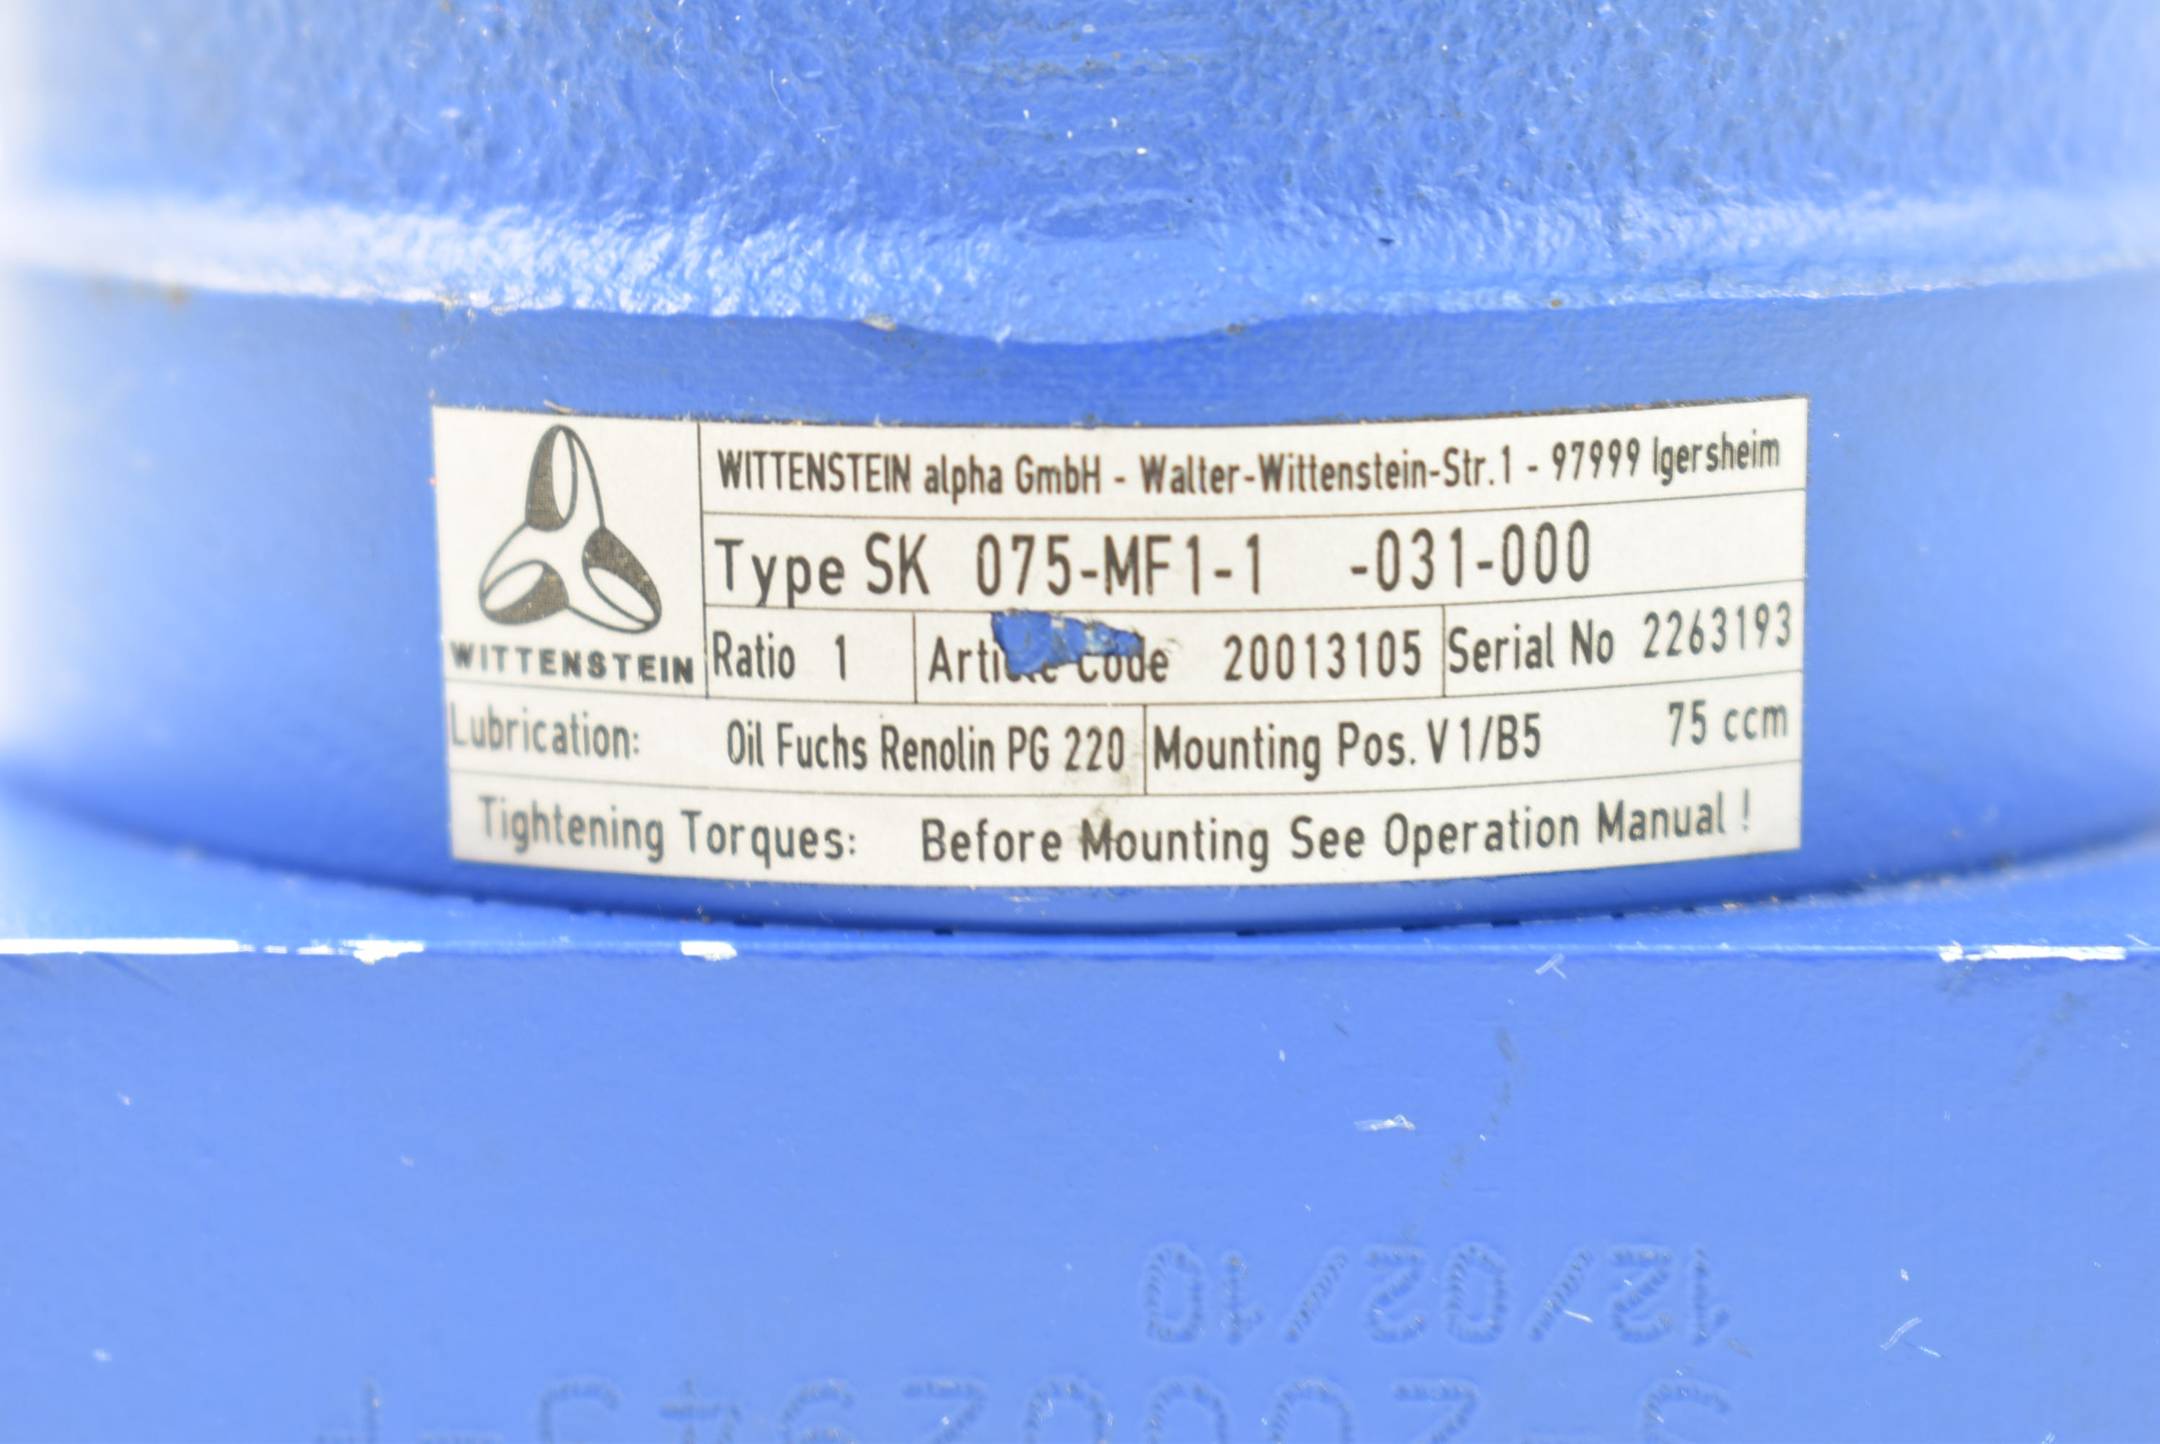 WITTENSTEIN
WITTENSTEIN alpha GmbH - Walter-Wittenstein-Str.1 - 97999 Igersheim
Type SK 075-MF1-1 -031-000
Ratio 1 Article Code 20013105 Serial No 2263193
Lubrication: Oil Fuchs Renolin PG 220 Mounting Pos. V1/B5 75 ccm
Tightening Torques: Before Mounting See Operation Manual !
12/02/10